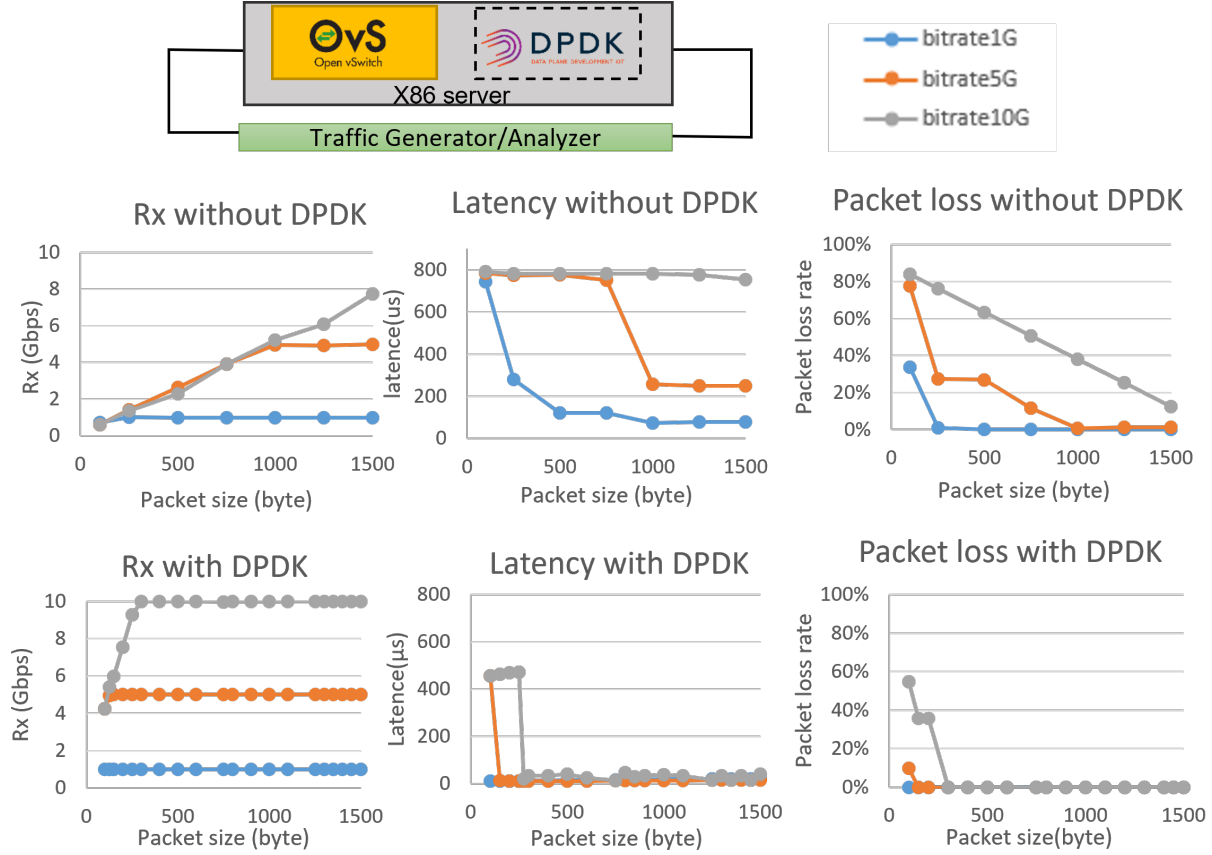 OvS
Open vSwitch
DPDK
DATA PLANE DEVELOPMENT KIT
X86 server
Traffic Generator/Analyzer
bitrate1G
bitrate5G
bitrate10G
Rx without DPDK
Rx (Gbps)
10
8
6
4
2
0
0
500
1000
1500
Packet size (byte)
Latency without DPDK
latence(us)
800
600
400
200
0
0
500
1000
1500
Packet size (byte)
Packet loss without DPDK
Packet loss rate
100%
80%
60%
40%
20%
0%
0
500
1000
1500
Packet size (byte)
Rx with DPDK
Rx (Gbps)
10
8
6
4
2
0
0
500
1000
1500
Packet size (byte)
Latency with DPDK
Latence(μs)
800
600
400
200
0
0
500
1000
1500
Packet size (byte)
Packet loss with DPDK
Packet loss rate
100%
80%
60%
40%
20%
0%
0
500
1000
1500
Packet size(byte)